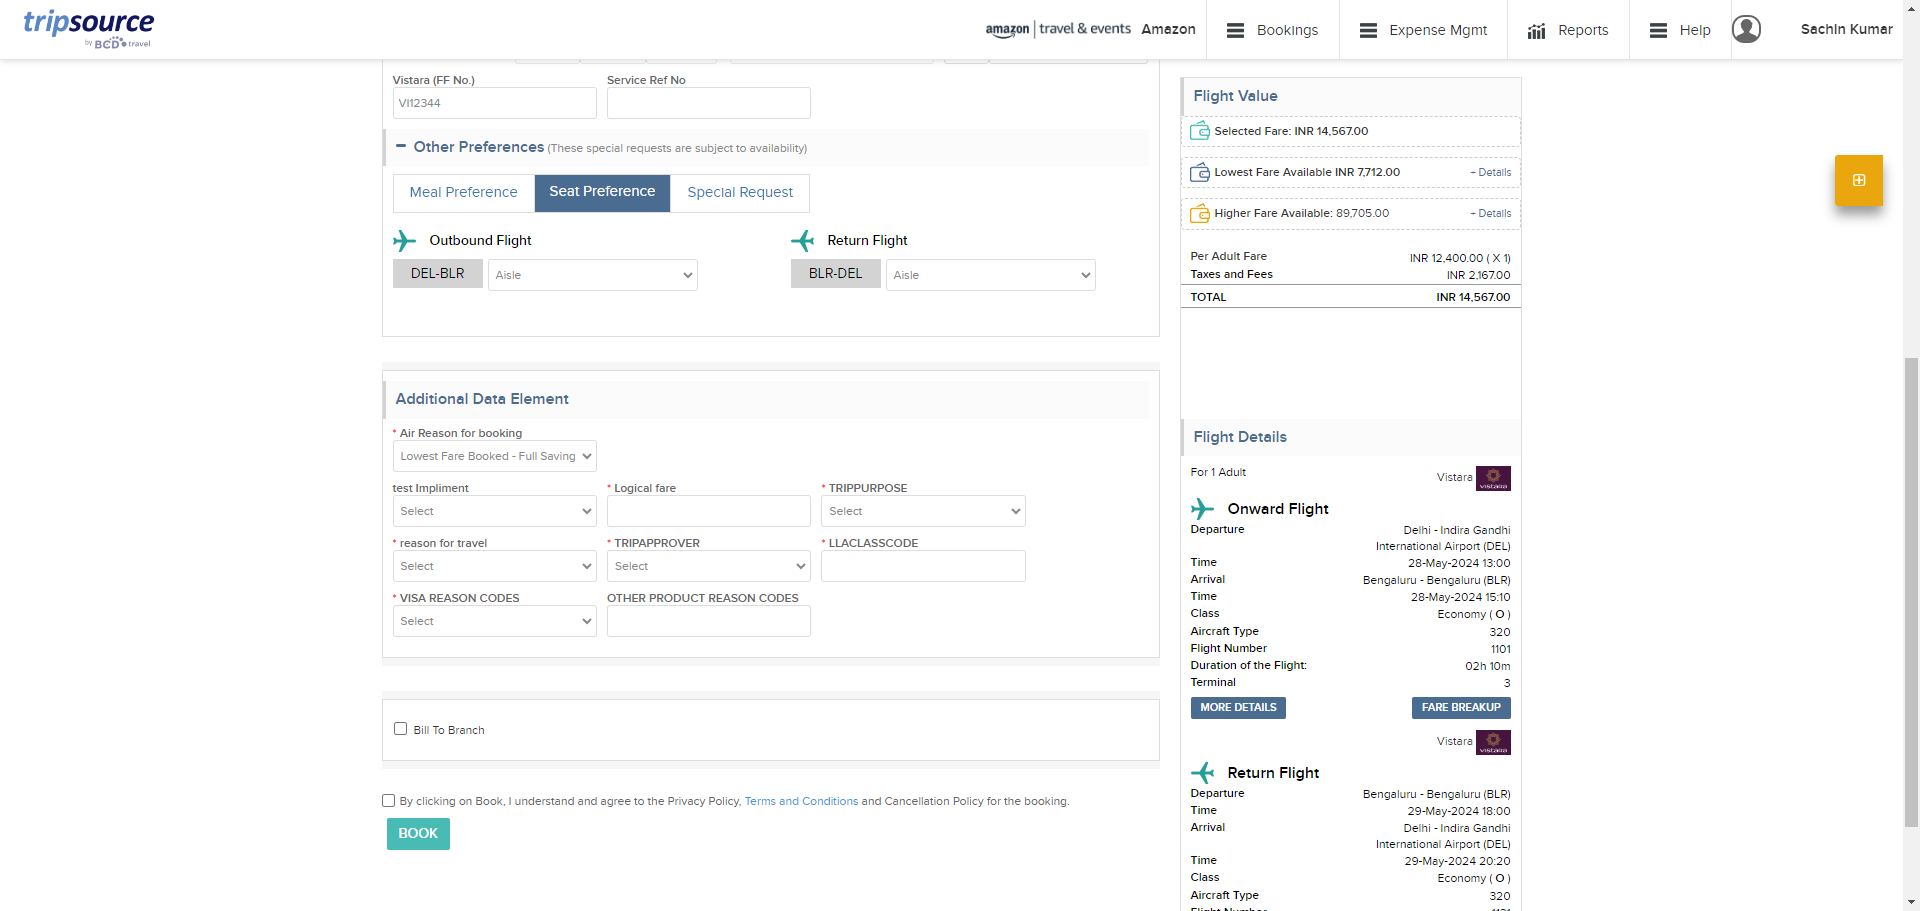 tripsource
by BCD travel
amazon | travel & events Amazon
Bookings
Expense Mgmt
Reports
Help
Sachin Kumar
Vistara (FF No.) Service Ref No
VI12344
Other Preferences (These special requests are subject to availability)
Meal Preference Seat Preference Special Request
Outbound Flight Return Flight
DEL-BLR Aisle BLR-DEL Aisle
Additional Data Element
* Air Reason for booking
Lowest Fare Booked - Full Saving
test Impliment * Logical fare * TRIPPURPOSE
Select Select
* reason for travel * TRIPAPPROVER * LLACLASSCODE
Select Select
* VISA REASON CODES OTHER PRODUCT REASON CODES
Select
Bill To Branch
By clicking on Book, I understand and agree to the Privacy Policy, Terms and Conditions and Cancellation Policy for the booking.
BOOK
Flight Value
Selected Fare: INR 14,567.00
Lowest Fare Available INR 7,712.00 + Details
Higher Fare Available: 89,705.00 + Details
Per Adult Fare INR 12,400.00 ( X 1)
Taxes and Fees INR 2,167.00
TOTAL INR 14,567.00
Flight Details
For 1 Adult Vistara VISTARA
Onward Flight
Departure Delhi - Indira Gandhi
International Airport (DEL)
Time 28-May-2024 13:00
Arrival Bengaluru - Bengaluru (BLR)
Time 28-May-2024 15:10
Class Economy ( O )
Aircraft Type 320
Flight Number 1101
Duration of the Flight: 02h 10m
Terminal 3
MORE DETAILS FARE BREAKUP
Vistara VISTARA
Return Flight
Departure Bengaluru - Bengaluru (BLR)
Time 29-May-2024 18:00
Arrival Delhi - Indira Gandhi
International Airport (DEL)
Time 29-May-2024 20:20
Class Economy ( O )
Aircraft Type 320